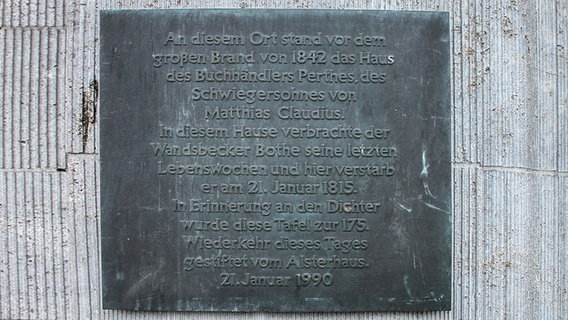 An diesem Ort stand vor dem
großen Brand von 1842 das Haus
des Buchhändlers Perthes, des
Schwiegersohnes von
Matthias Claudius.
In diesem Hause verbrachte der
Wandsbecker Bothe seine letzten
Lebenswochen und hier verstarb
er am 21. Januar 1815.
In Erinnerung an den Dichter
wurde diese Tafel zur 175.
Wiederkehr dieses Tages
gestiftet vom Alsterhaus.
21. Januar 1990